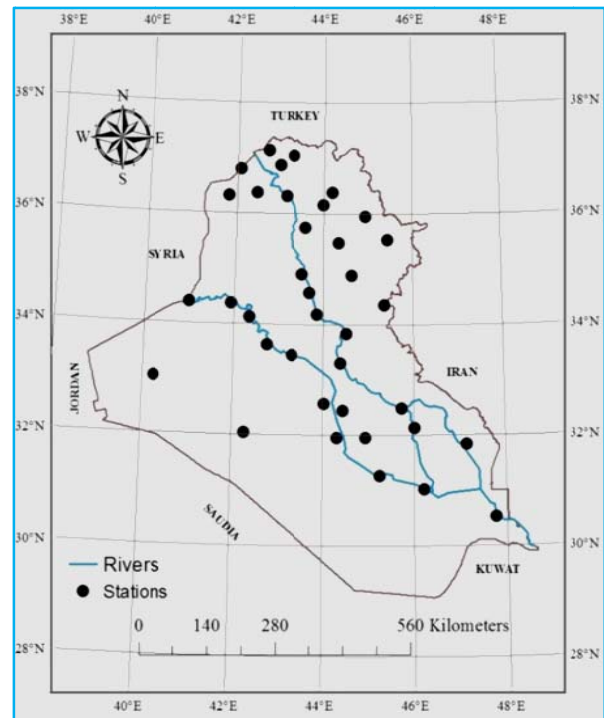 38°E 40°E 42°E 44°E 46°E 48°E
38°N 38°N
N
W E
S
TURKEY
36°N 36°N
SYRIA
34°N 34°N
IRAN
JORDAN
32°N 32°N
SAUDIA
30°N 30°N
Rivers
KUWAT
Stations
0 140 280 560 Kilometers
28°N 28°N
40°E 42°E 44°E 46°E 48°E